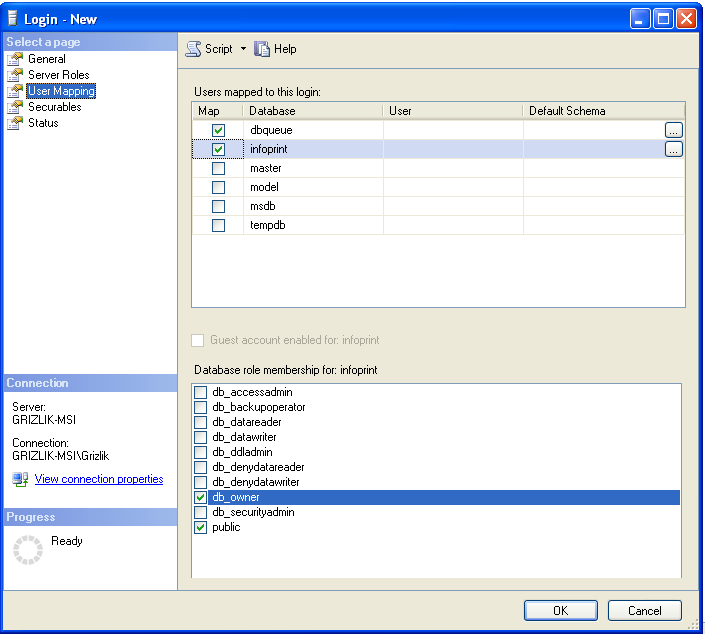 Login - New
Select a page
General
Server Roles
User Mapping
Securables
Status
Script Help
Users mapped to this login:
Map Database User Default Schema
dbqueue ...
infoprint ...
master
model
msdb
tempdb
Guest account enabled for: infoprint
Database role membership for: infoprint
db_accessadmin
db_backupoperator
db_datareader
db_datawriter
db_ddladmin
db_denydatareader
db_denydatawriter
db_owner
db_securityadmin
public
Connection
Server:
GRIZLIK-MSI
Connection:
GRIZLIK-MSI\Grizlik
View connection properties
Progress
Ready
OK Cancel